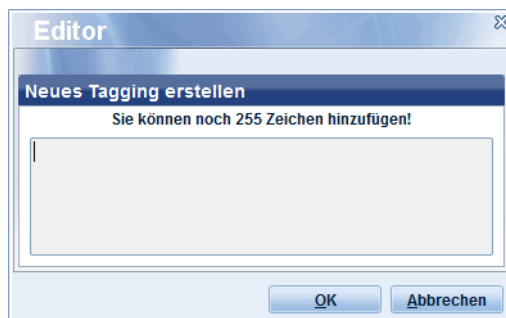 Editor
Neues Tagging erstellen
Sie können noch 255 Zeichen hinzufügen!
OK
Abbrechen